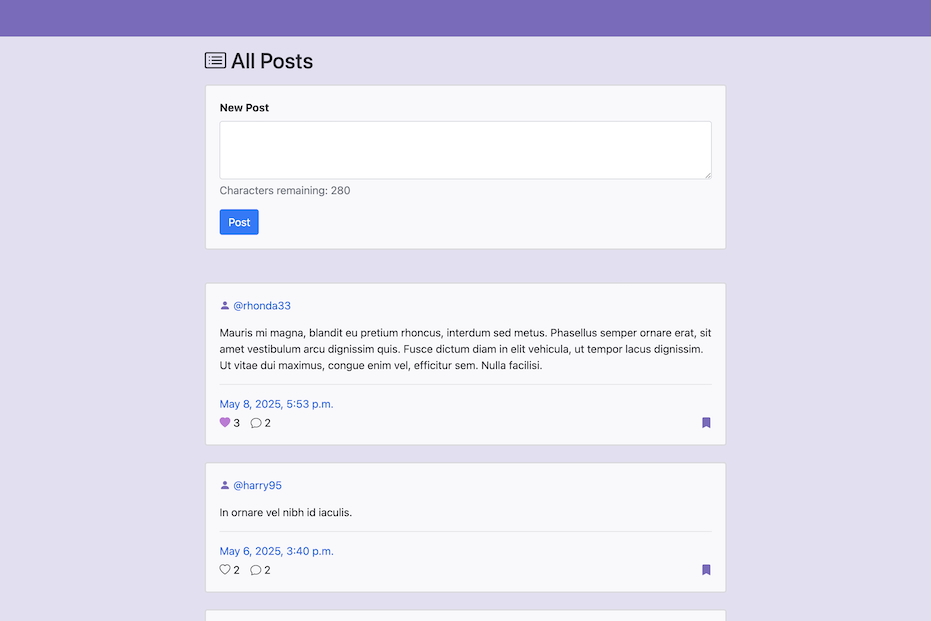 All Posts
New Post
Characters remaining: 280
Post
@rhonda33
Mauris mi magna, blandit eu pretium rhoncus, interdum sed metus. Phasellus semper ornare erat, sit
amet vestibulum arcu dignissim quis. Fusce dictum diam in elit vehicula, ut tempor lacus dignissim.
Ut vitae dui maximus, congue enim vel, efficitur sem. Nulla facilisi.
May 8, 2025, 5:53 p.m.
3 2
@harry95
In ornare vel nibh id iaculis.
May 6, 2025, 3:40 p.m.
2 2